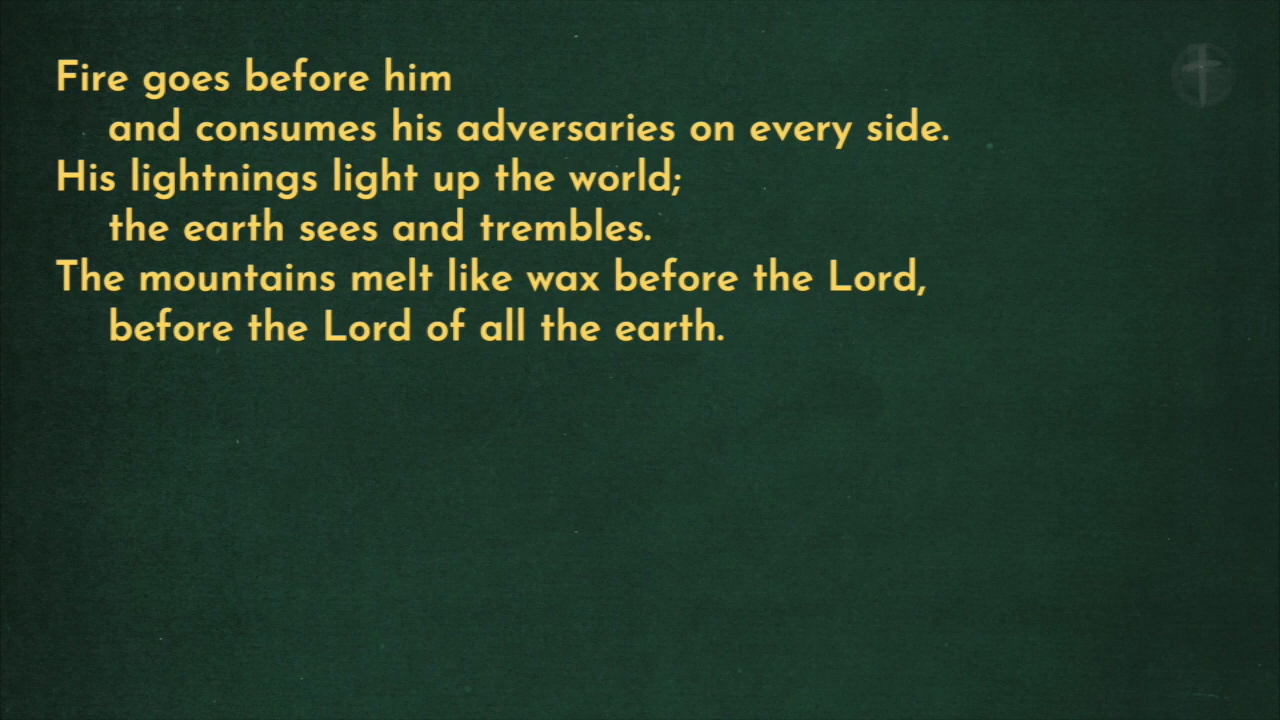 Fire goes before him
and consumes his adversaries on every side.
His lightnings light up the world;
the earth sees and trembles.
The mountains melt like wax before the Lord,
before the Lord of all the earth.